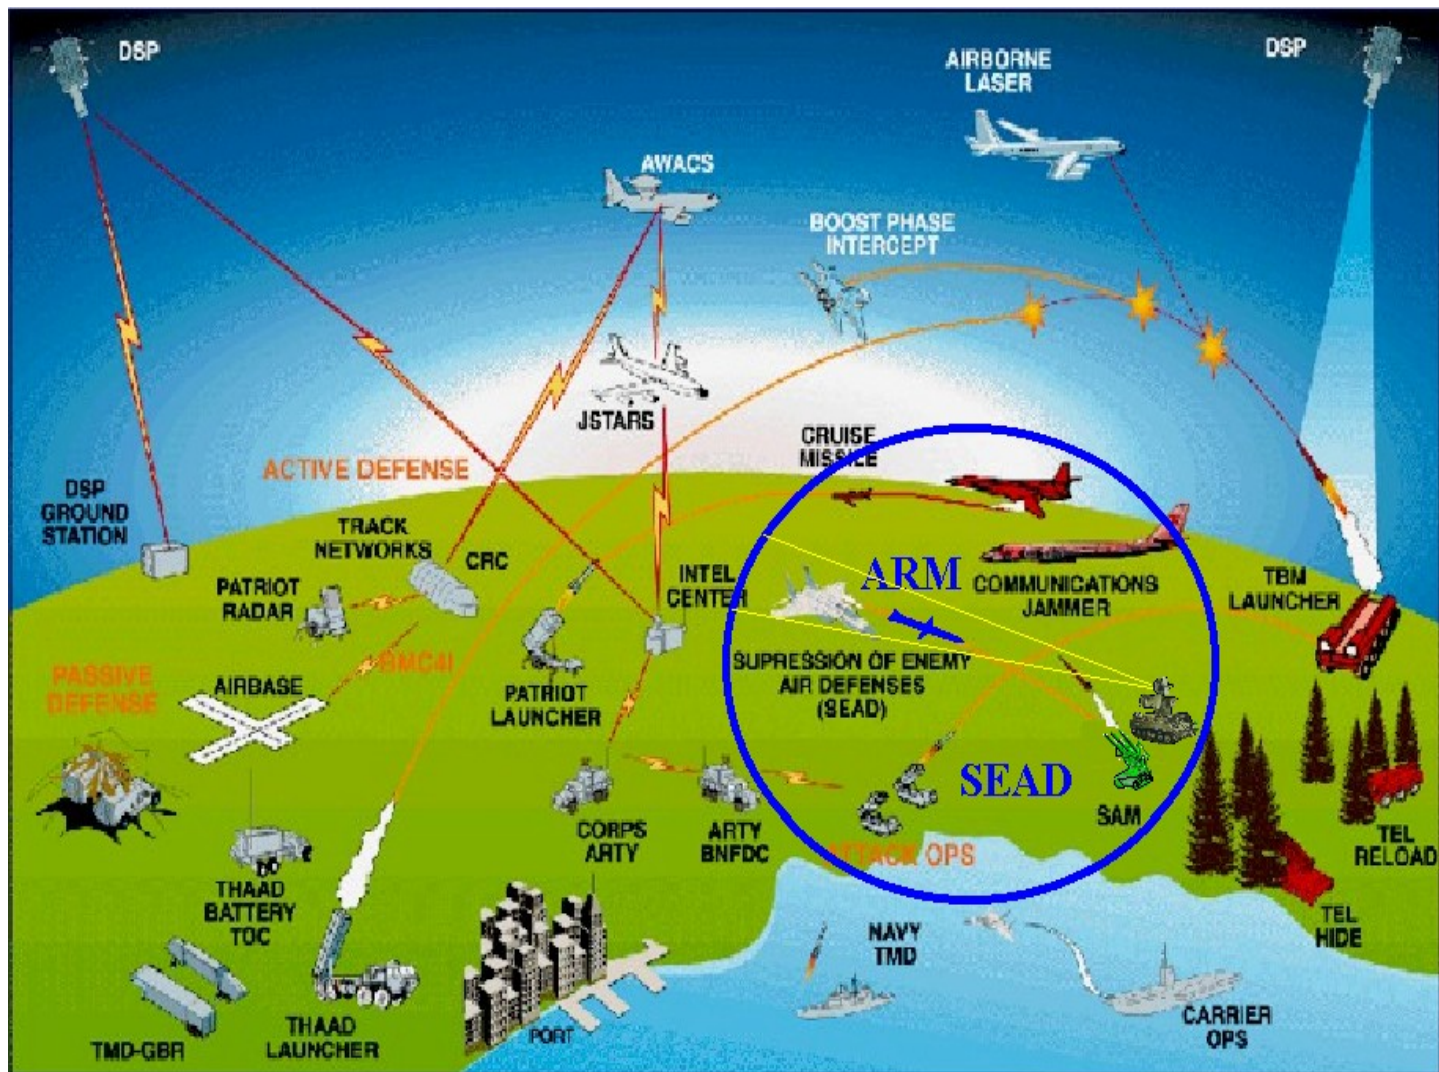 DSP
DSP
AIRBORNE
LASER
AWACS
BOOST PHASE
INTERCEPT
JSTARS
CRUISE
MISSILE
ACTIVE DEFENSE
DSP
GROUND
STATION
TRACK
NETWORKS
CRC
PATRIOT
RADAR
INTEL
CENTER
ARM
COMMUNICATIONS
JAMMER
TBM
LAUNCHER
PASSIVE
DEFENSE
AIRBASE
BMC4I
PATRIOT
LAUNCHER
SUPRESSION OF ENEMY
AIR DEFENSES
(SEAD)
SEAD
SAM
CORPS
ARTY
ARTY
BNFDC
ATTACK OPS
TEL
RELOAD
THAAD
BATTERY
TOC
TEL
HIDE
NAVY
TMD
CARRIER
OPS
PORT
THAAD
LAUNCHER
TMD-GBR